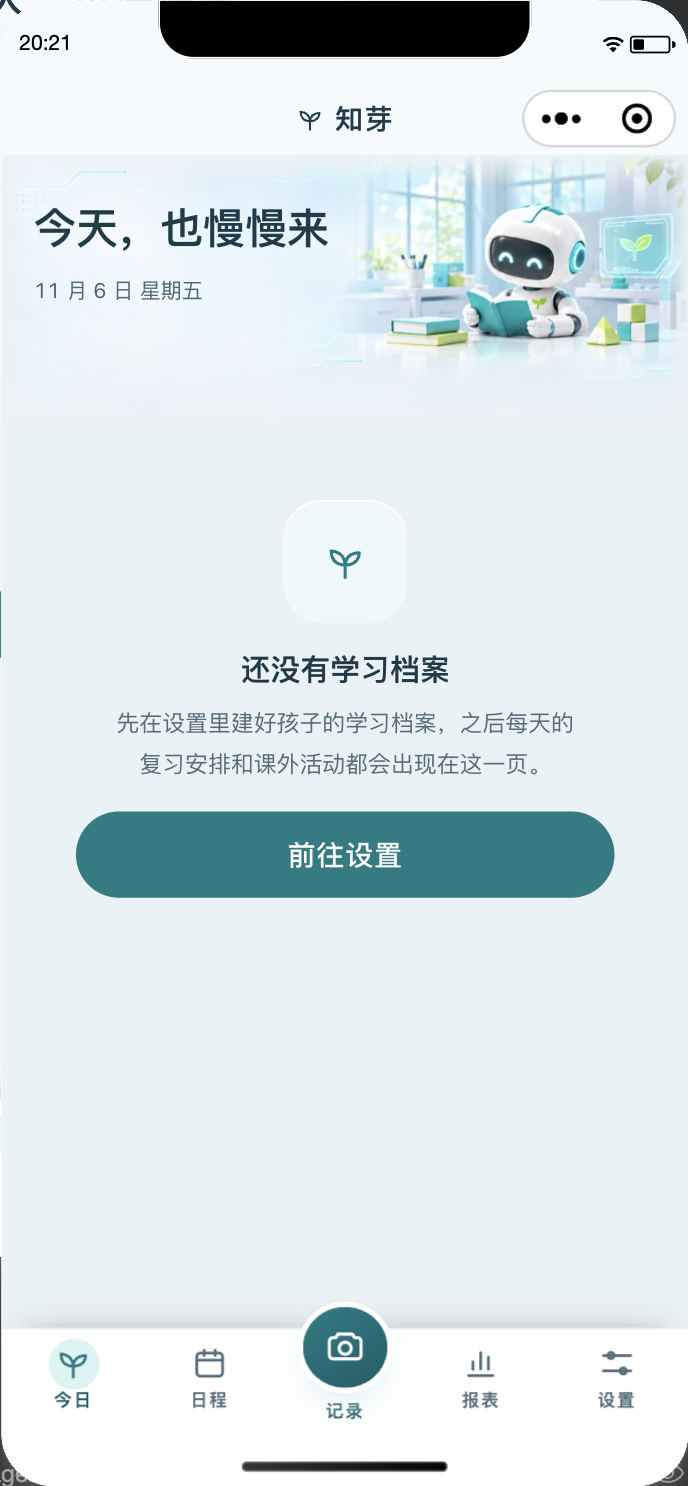 20:21
知芽
今天，也慢慢来
11 月 6 日 星期五
还没有学习档案
先在设置里建好孩子的学习档案，之后每天的
复习安排和课外活动都会出现在这一页。
前往设置
今日
日程
记录
报表
设置